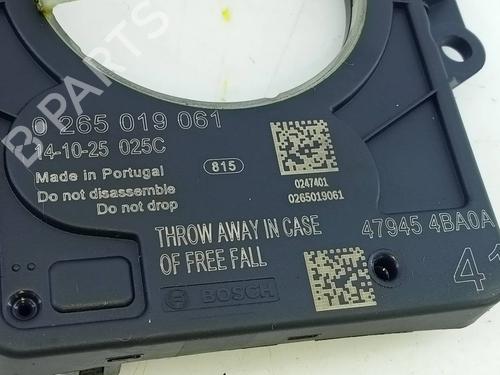 B-PARTS
0 265 019 061
14-10-25 025C
815
Made in Portugal
Do not disassemble
Do not drop
0247401
0265019061
THROW AWAY IN CASE
OF FREE FALL
47945 4BA0A
BOSCH